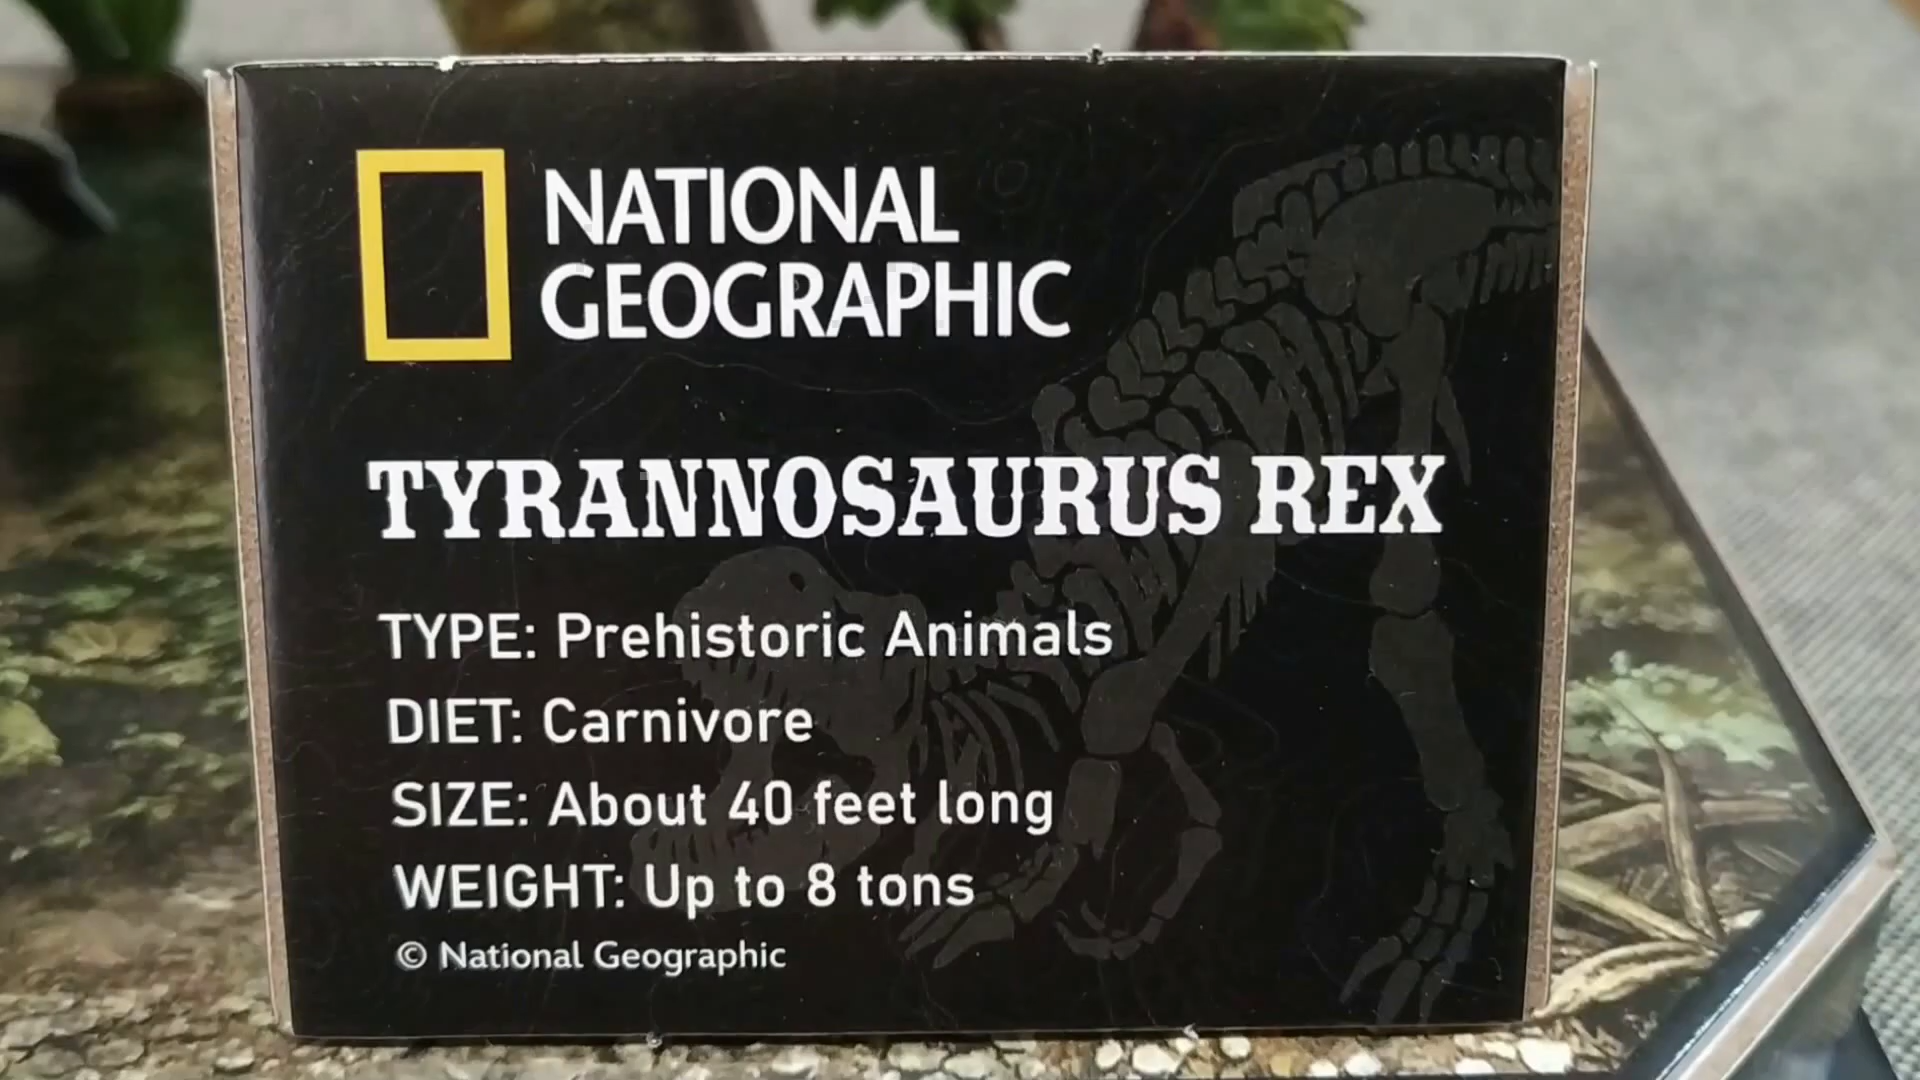 NATIONAL
GEOGRAPHIC
TYRANNOSAURUS REX
TYPE: Prehistoric Animals
DIET: Carnivore
SIZE: About 40 feet long
WEIGHT: Up to 8 tons
© National Geographic